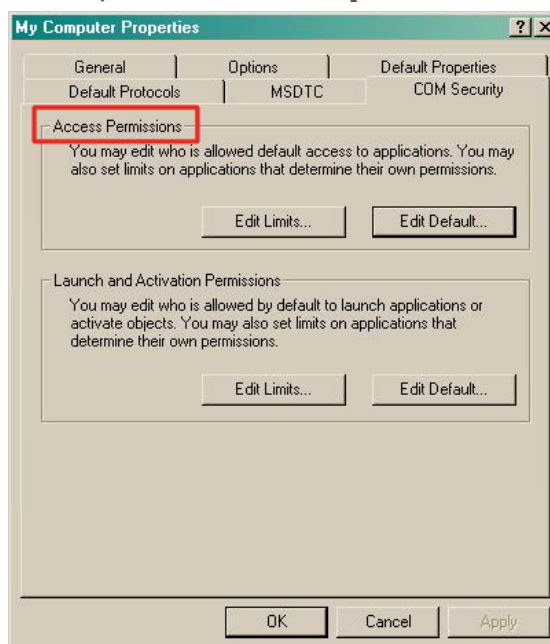 My Computer Properties
General Options Default Properties
Default Protocols MSDTC COM Security
Access Permissions
You may edit who is allowed default access to applications. You may
also set limits on applications that determine their own permissions.
Edit Limits... Edit Default...
Launch and Activation Permissions
You may edit who is allowed by default to launch applications or
activate objects. You may also set limits on applications that
determine their own permissions.
Edit Limits... Edit Default...
OK Cancel Apply